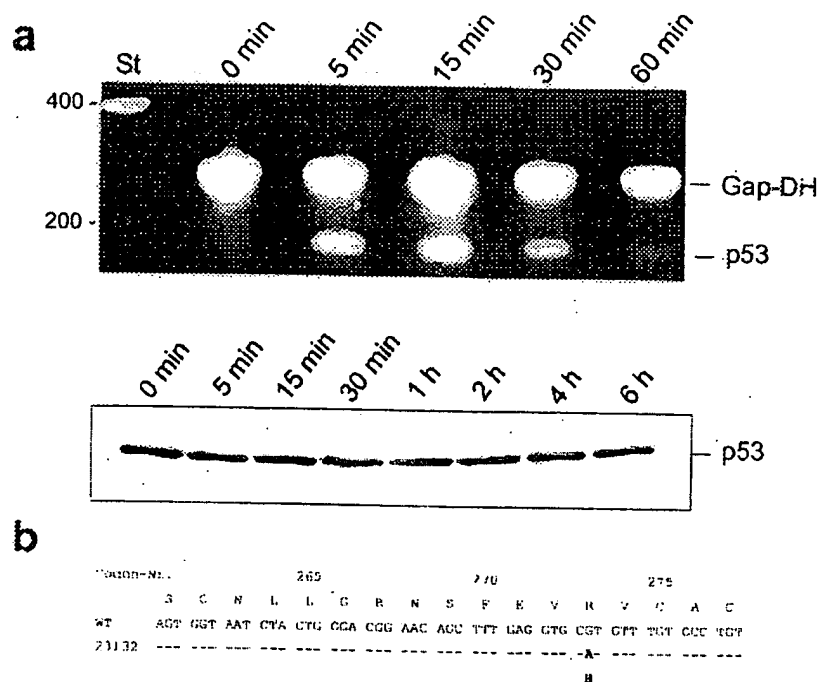 a
St 0 min 5 min 15 min 30 min 60 min
400
Gap-DH
200
p53
0 min 5 min 15 min 30 min 1 h 2 h 4 h 6 h
p53
b
265 270 275
S G N L L G R N S F E V R V C A C
WT AGT GGT AAT CTA CTG GGA CGG AAC AGC TTT GAG GTG CGT GTT TGT GCC TGT
23132 --- --- --- --- --- --- --- --- --- --- --- --- -A- --- --- --- ---
H